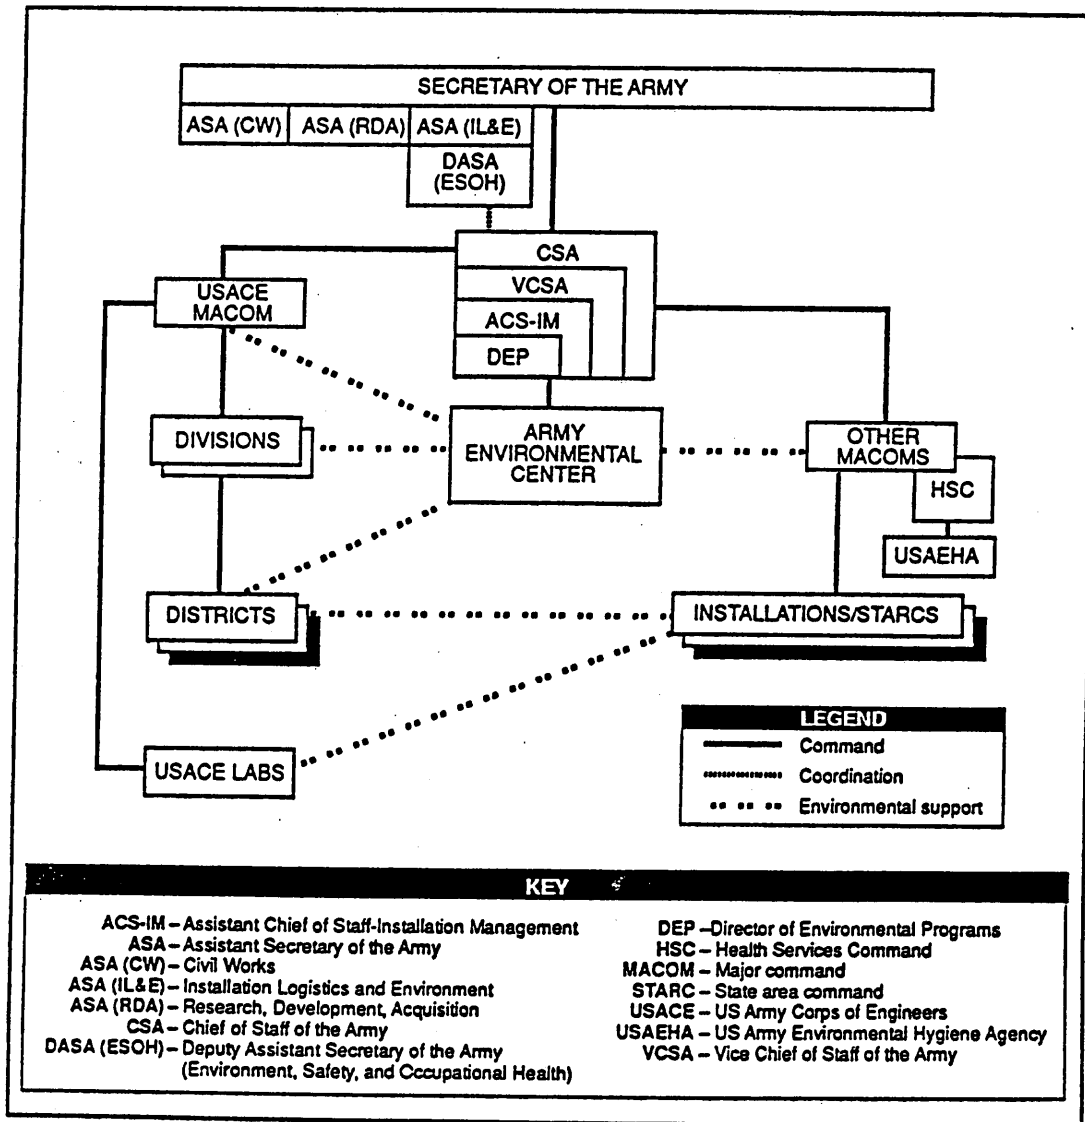 SECRETARY OF THE ARMY
ASA (CW) ASA (RDA) ASA (IL&E)
DASA
(ESOH)
CSA
VCSA
ACS-IM
DEP
USACE
MACOM
DIVISIONS
ARMY
ENVIRONMENTAL
CENTER
OTHER
MACOMS
HSC
USAEHA
DISTRICTS
INSTALLATIONS/STARCS
USACE LABS
LEGEND
Command
Coordination
Environmental support
KEY
ACS-IM – Assistant Chief of Staff-Installation Management
ASA – Assistant Secretary of the Army
ASA (CW) – Civil Works
ASA (IL&E) – Installation Logistics and Environment
ASA (RDA) – Research, Development, Acquisition
CSA – Chief of Staff of the Army
DASA (ESOH) – Deputy Assistant Secretary of the Army
(Environment, Safety, and Occupational Health)
DEP – Director of Environmental Programs
HSC – Health Services Command
MACOM – Major command
STARC – State area command
USACE – US Army Corps of Engineers
USAEHA – US Army Environmental Hygiene Agency
VCSA – Vice Chief of Staff of the Army